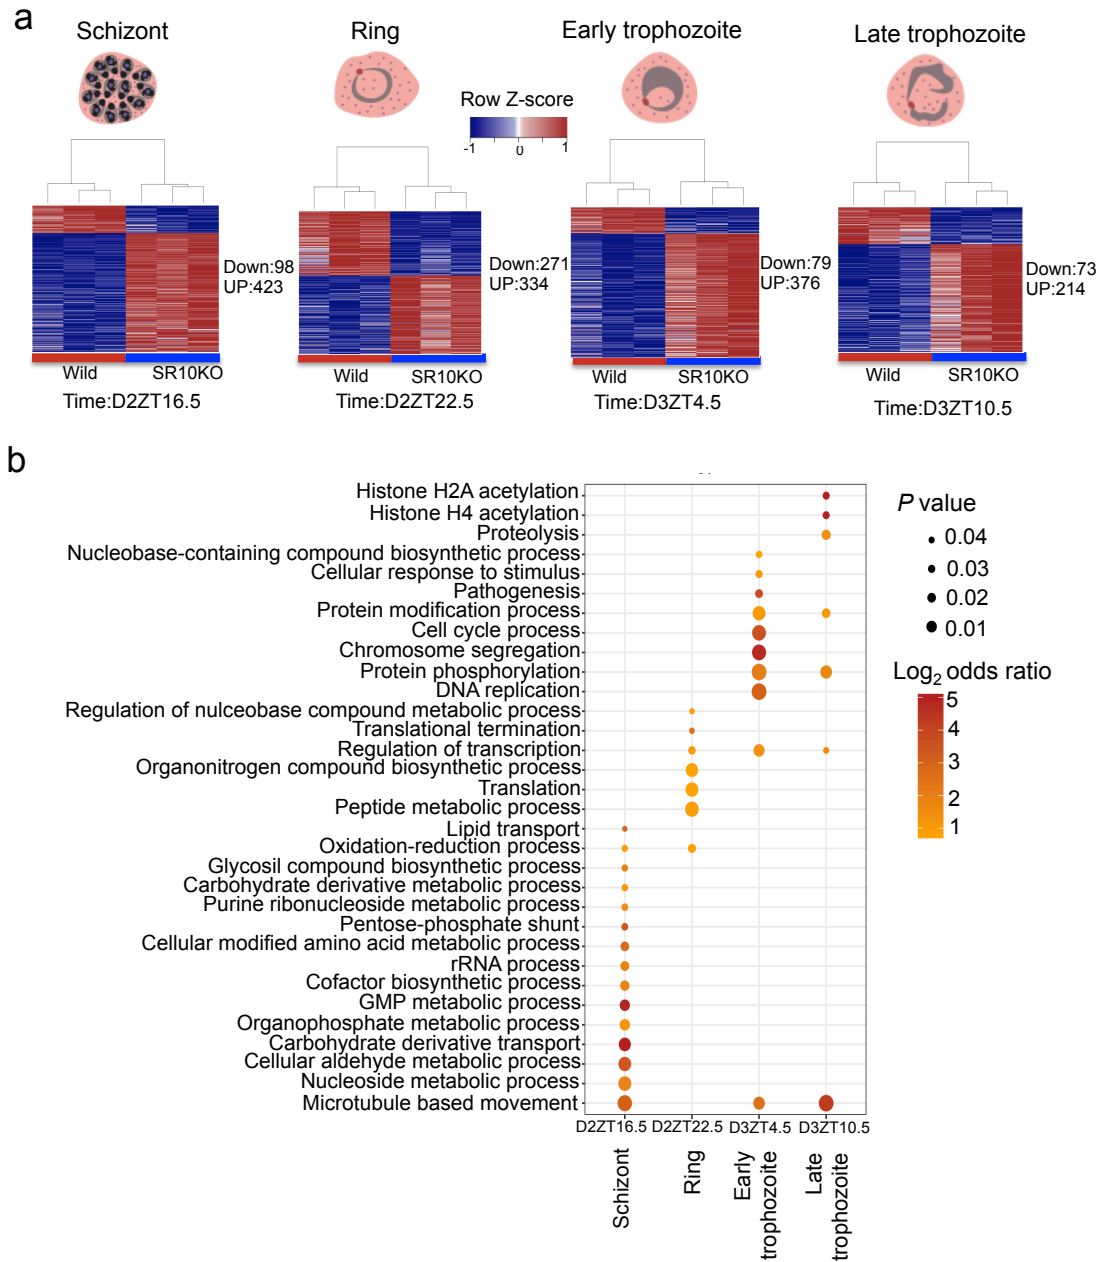 a
Schizont
Ring
Early trophozoite
Late trophozoite
Row Z-score
-1 0 1
Down:98
UP:423
Down:271
UP:334
Down:79
UP:376
Down:73
UP:214
Wild SR10KO
Wild SR10KO
Wild SR10KO
Wild SR10KO
Time:D2ZT16.5
Time:D2ZT22.5
Time:D3ZT4.5
Time:D3ZT10.5
b
Histone H2A acetylation
Histone H4 acetylation
Proteolysis
Nucleobase-containing compound biosynthetic process
Cellular response to stimulus
Pathogenesis
Protein modification process
Cell cycle process
Chromosome segregation
Protein phosphorylation
DNA replication
Regulation of nulceobase compound metabolic process
Translational termination
Regulation of transcription
Organonitrogen compound biosynthetic process
Translation
Peptide metabolic process
Lipid transport
Oxidation-reduction process
Glycosil compound biosynthetic process
Carbohydrate derivative metabolic process
Purine ribonucleoside metabolic process
Pentose-phosphate shunt
Cellular modified amino acid metabolic process
rRNA process
Cofactor biosynthetic process
GMP metabolic process
Organophosphate metabolic process
Carbohydrate derivative transport
Cellular aldehyde metabolic process
Nucleoside metabolic process
Microtubule based movement
D2ZT16.5 D2ZT22.5 D3ZT4.5 D3ZT10.5
Schizont
Ring
Early
trophozoite
Late
trophozoite
P value
0.04
0.03
0.02
0.01
Log2 odds ratio
5
4
3
2
1